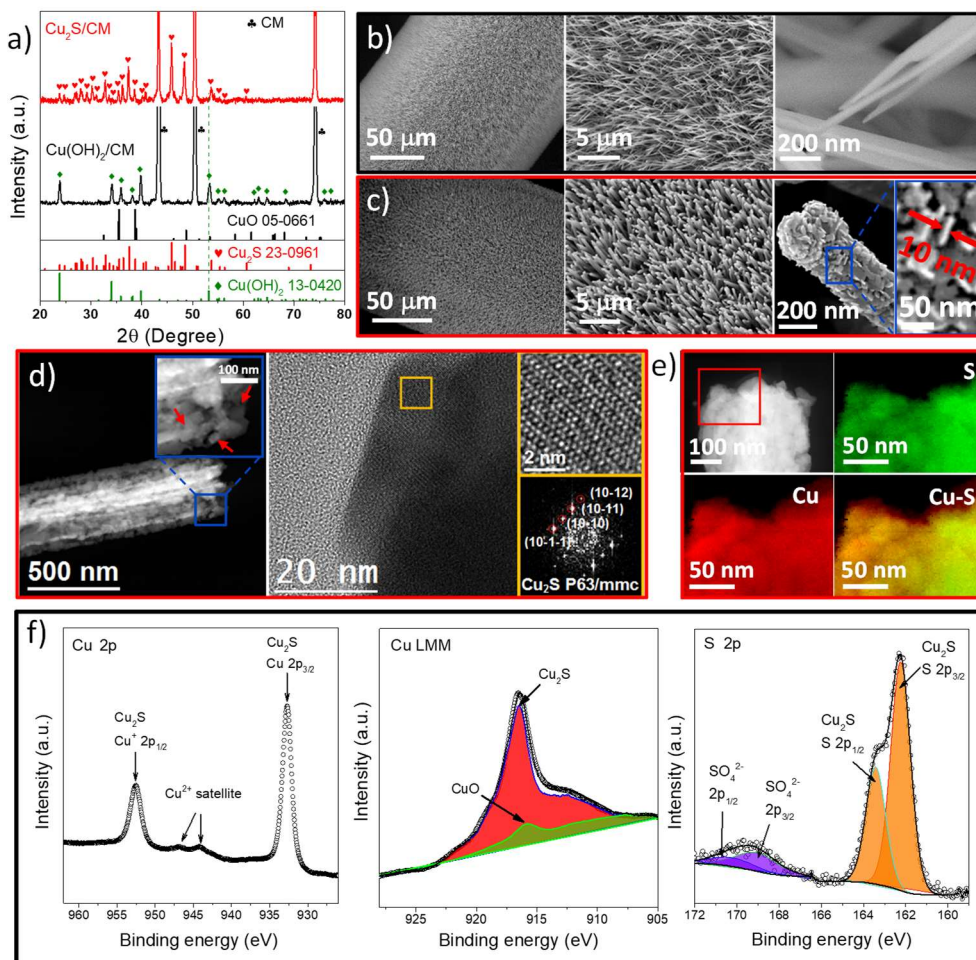 a)
Intensity (a.u.)
Cu₂S/CM
♣ CM
Cu(OH)₂/CM
CuO 05-0661
♥ Cu₂S 23-0961
♦ Cu(OH)₂ 13-0420
20 30 40 50 60 70 80
2θ (Degree)
b)
50 µm
5 µm
200 nm
c)
50 µm
5 µm
200 nm
10 nm
50 nm
d)
100 nm
500 nm
20 nm
2 nm
(10-12)
(10-11)
(10-10)
(10-1-1)
Cu₂S P63/mmc
e)
100 nm
S
50 nm
Cu
50 nm
Cu-S
50 nm
f)
Cu 2p
Cu₂S
Cu 2p₃/₂
Cu₂S
Cu⁺ 2p₁/₂
Cu²⁺ satellite
Intensity (a.u.)
960 955 950 945 940 935 930
Binding energy (eV)
Cu LMM
Cu₂S
CuO
Intensity (a.u.)
925 920 915 910 905
Binding energy (eV)
S 2p
Cu₂S
S 2p₃/₂
Cu₂S
S 2p₁/₂
SO₄²⁻
2p₁/₂
SO₄²⁻
2p₃/₂
Intensity (a.u.)
172 170 168 166 164 162 160
Binding energy (eV)